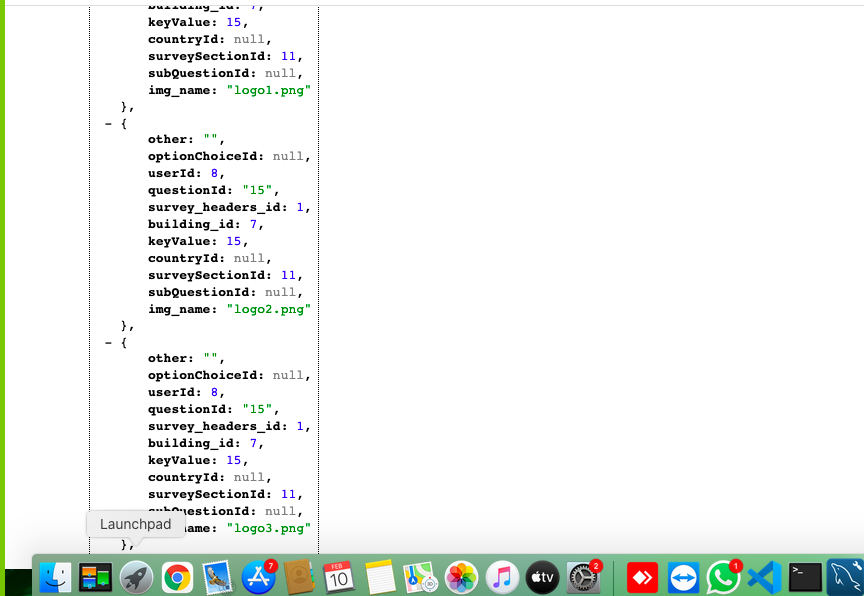 building_id: 7,
keyValue: 15,
countryId: null,
surveySectionId: 11,
subQuestionId: null,
img_name: "logo1.png"
},
- {
other: "",
optionChoiceId: null,
userId: 8,
questionId: "15",
survey_headers_id: 1,
building_id: 7,
keyValue: 15,
countryId: null,
surveySectionId: 11,
subQuestionId: null,
img_name: "logo2.png"
},
- {
other: "",
optionChoiceId: null,
userId: 8,
questionId: "15",
survey_headers_id: 1,
building_id: 7,
keyValue: 15,
countryId: null,
surveySectionId: 11,
subQuestionId: null,
Launchpad
name: "logo3.png"
},
7
FEB
10
tv
2
1
>_